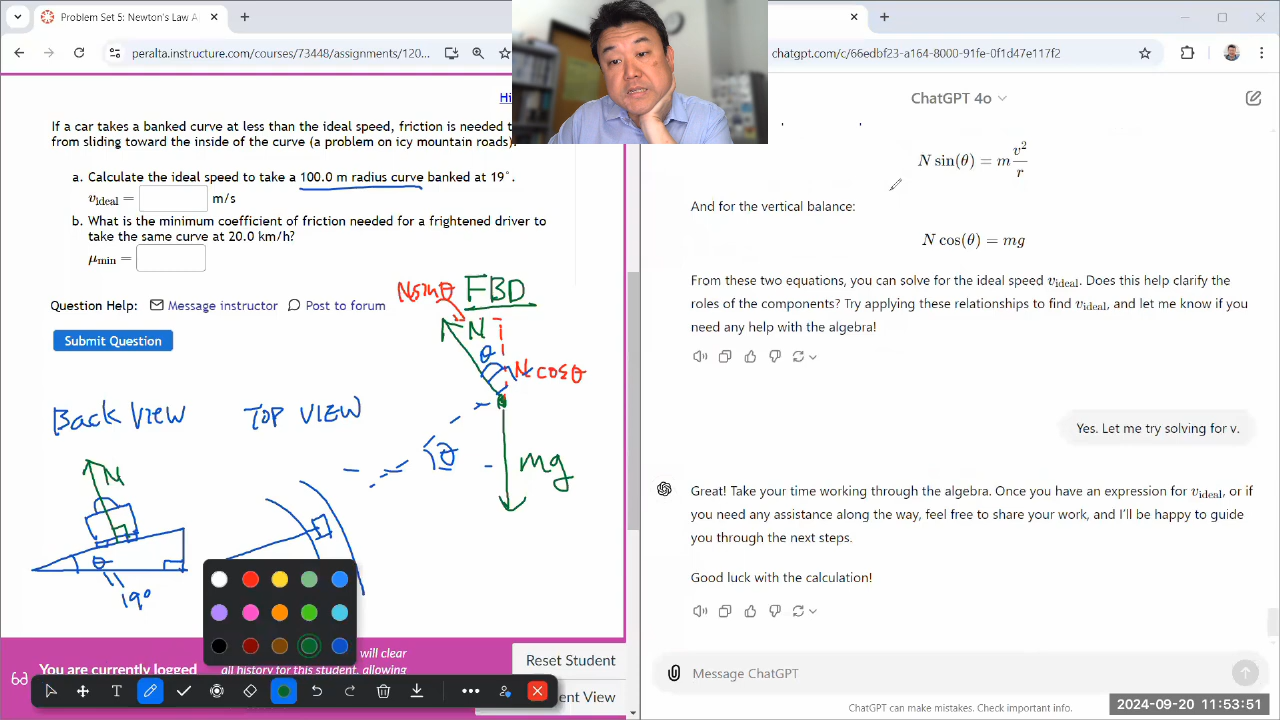 Problem Set 5: Newton's Law A
peralta.instructure.com/courses/73448/assignments/120...
chatgpt.com/c/66edbf23-a164-8000-91fe-0f1d47e117f2
Hi
If a car takes a banked curve at less than the ideal speed, friction is needed t
from sliding toward the inside of the curve (a problem on icy mountain roads).
a. Calculate the ideal speed to take a 100.0 m radius curve banked at 19°.
v_ideal = m/s
b. What is the minimum coefficient of friction needed for a frightened driver to
take the same curve at 20.0 km/h?
μ_min =
Question Help: Message instructor Post to forum
Submit Question
N sinθ
FBD
N
θ
N cosθ
mg
θ
BACK VIEW
TOP VIEW
N
θ
19°
You are currently logged
will clear
all history for this student, allowing
Reset Student
ent View
ChatGPT 4o
N sin(θ) = m v²/r
And for the vertical balance:
N cos(θ) = mg
From these two equations, you can solve for the ideal speed v_ideal. Does this help clarify the
roles of the components? Try applying these relationships to find v_ideal, and let me know if you
need any help with the algebra!
Yes. Let me try solving for v.
Great! Take your time working through the algebra. Once you have an expression for v_ideal, or if
you need any assistance along the way, feel free to share your work, and I'll be happy to guide
you through the next steps.
Good luck with the calculation!
Message ChatGPT
ChatGPT can make mistakes. Check important info.
2024-09-20 11:53:51